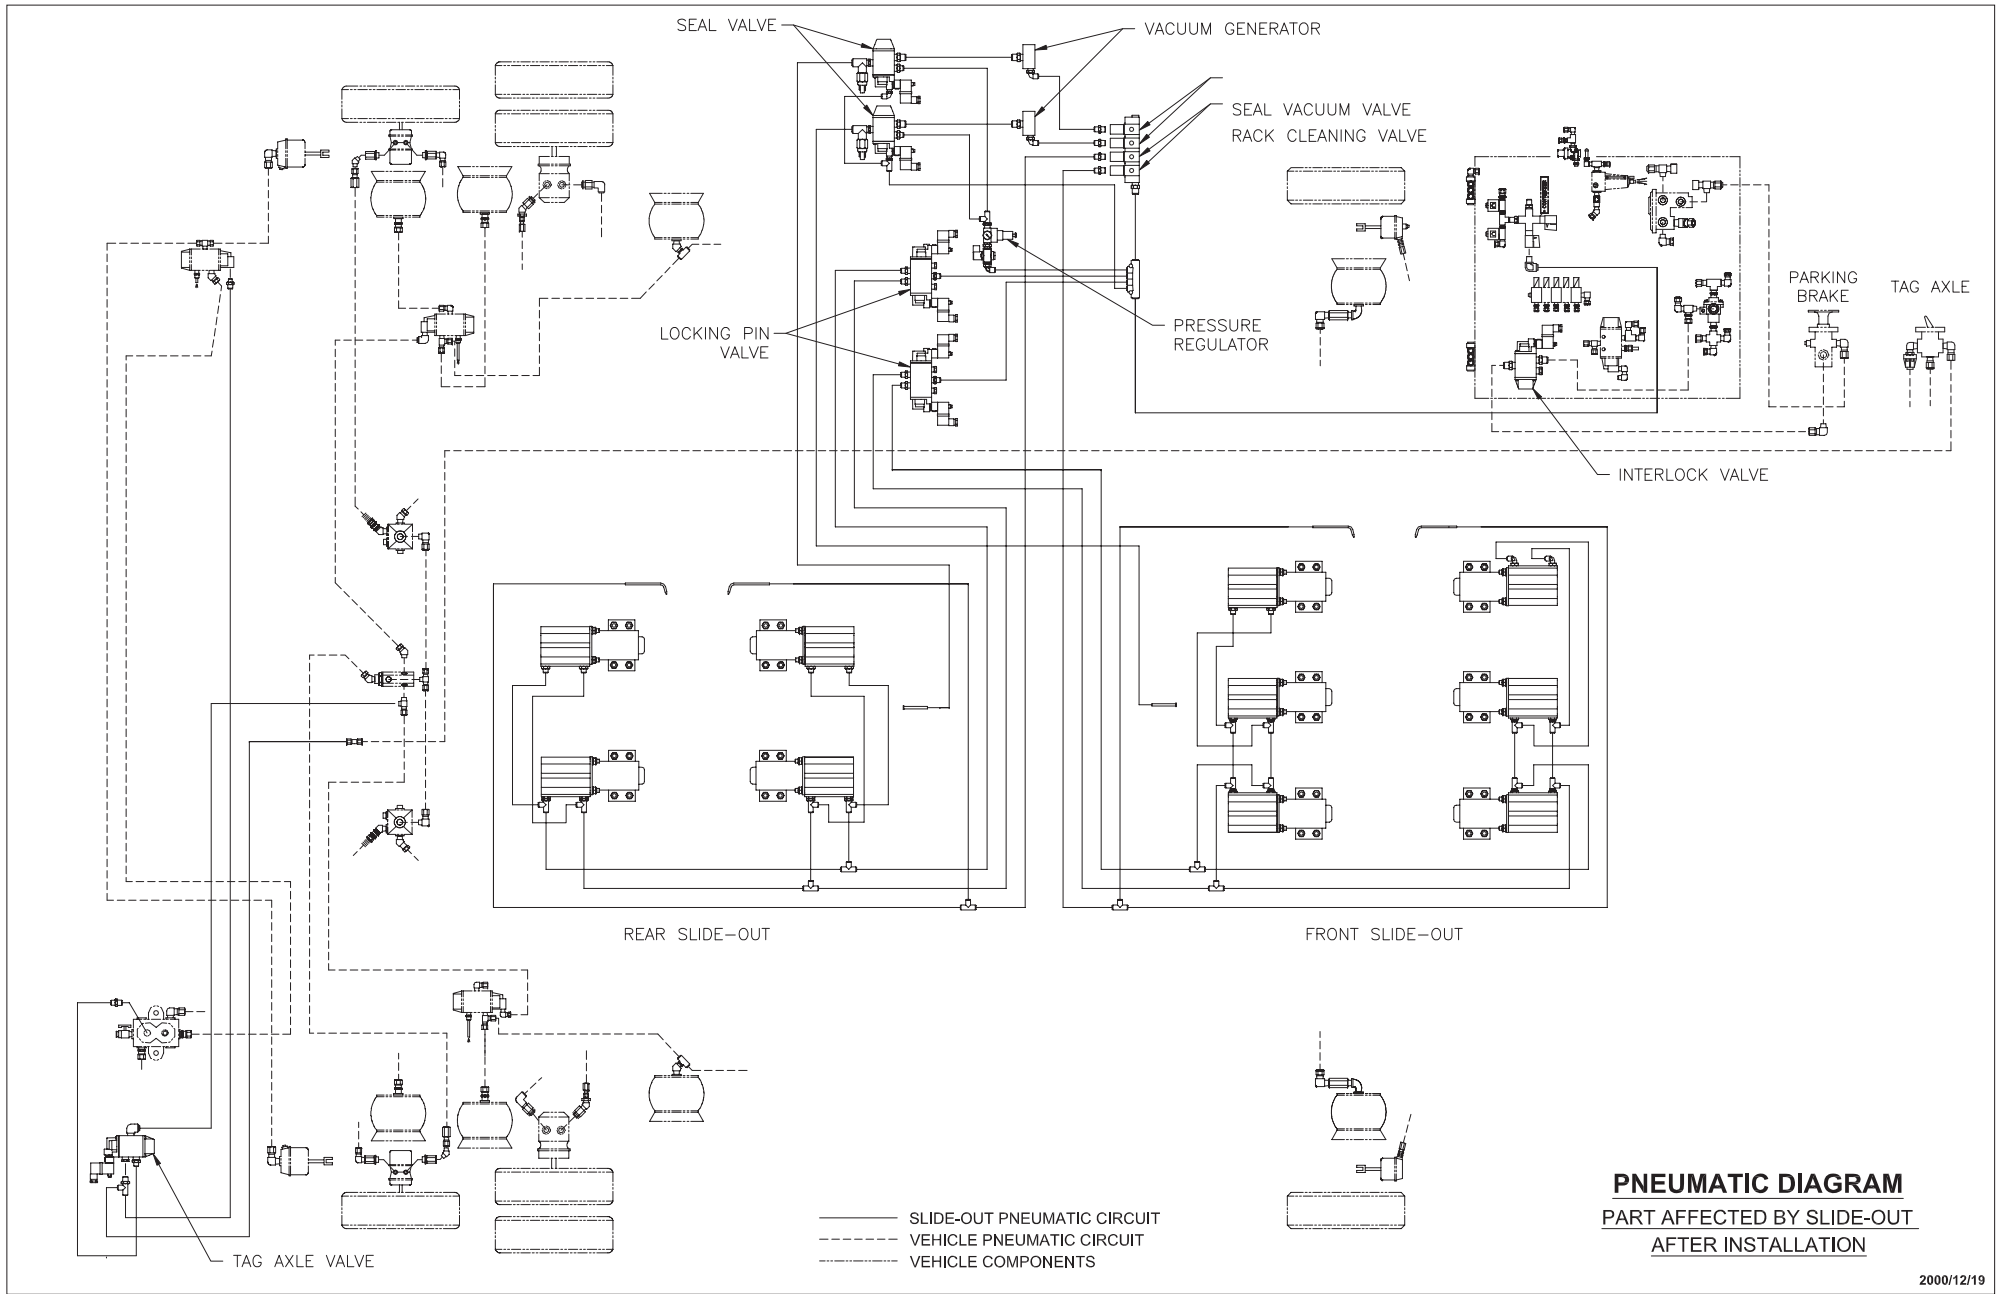 SEAL VALVE
VACUUM GENERATOR
SEAL VACUUM VALVE
RACK CLEANING VALVE
PARKING
BRAKE
TAG AXLE
LOCKING PIN
VALVE
PRESSURE
REGULATOR
INTERLOCK VALVE
REAR SLIDE-OUT
FRONT SLIDE-OUT
TAG AXLE VALVE
SLIDE-OUT PNEUMATIC CIRCUIT
VEHICLE PNEUMATIC CIRCUIT
VEHICLE COMPONENTS
PNEUMATIC DIAGRAM
PART AFFECTED BY SLIDE-OUT
AFTER INSTALLATION
2000/12/19